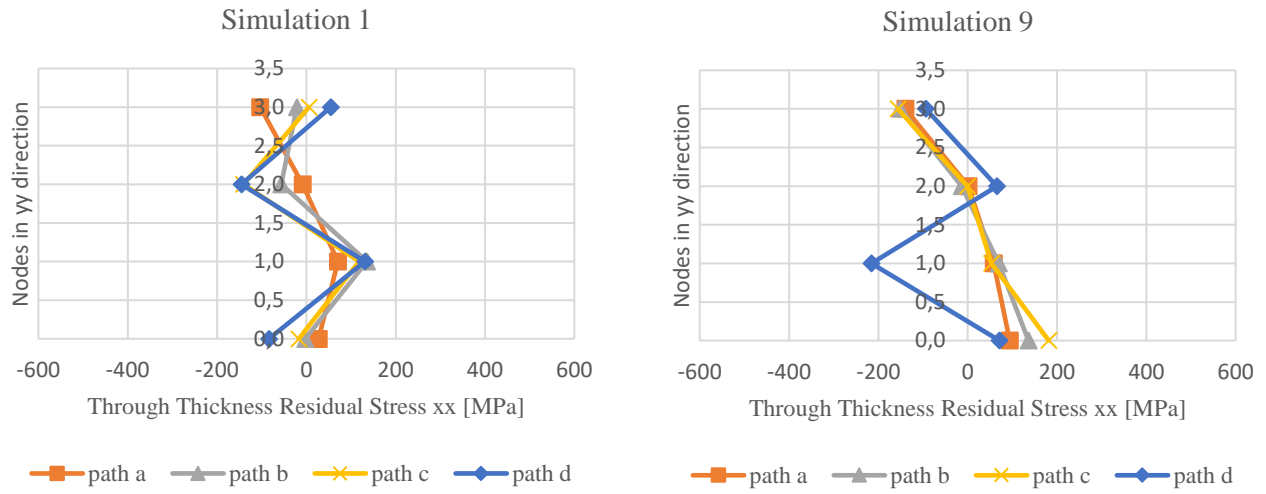 Simulation 1
3,5
3,0
2,5
2,0
1,5
1,0
0,5
0,0
-600 -400 -200 0 200 400 600
Nodes in yy direction
Through Thickness Residual Stress xx [MPa]
path a path b path c path d
Simulation 9
3,5
3,0
2,5
2,0
1,5
1,0
0,5
0,0
-600 -400 -200 0 200 400 600
Nodes in yy direction
Through Thickness Residual Stress xx [MPa]
path a path b path c path d